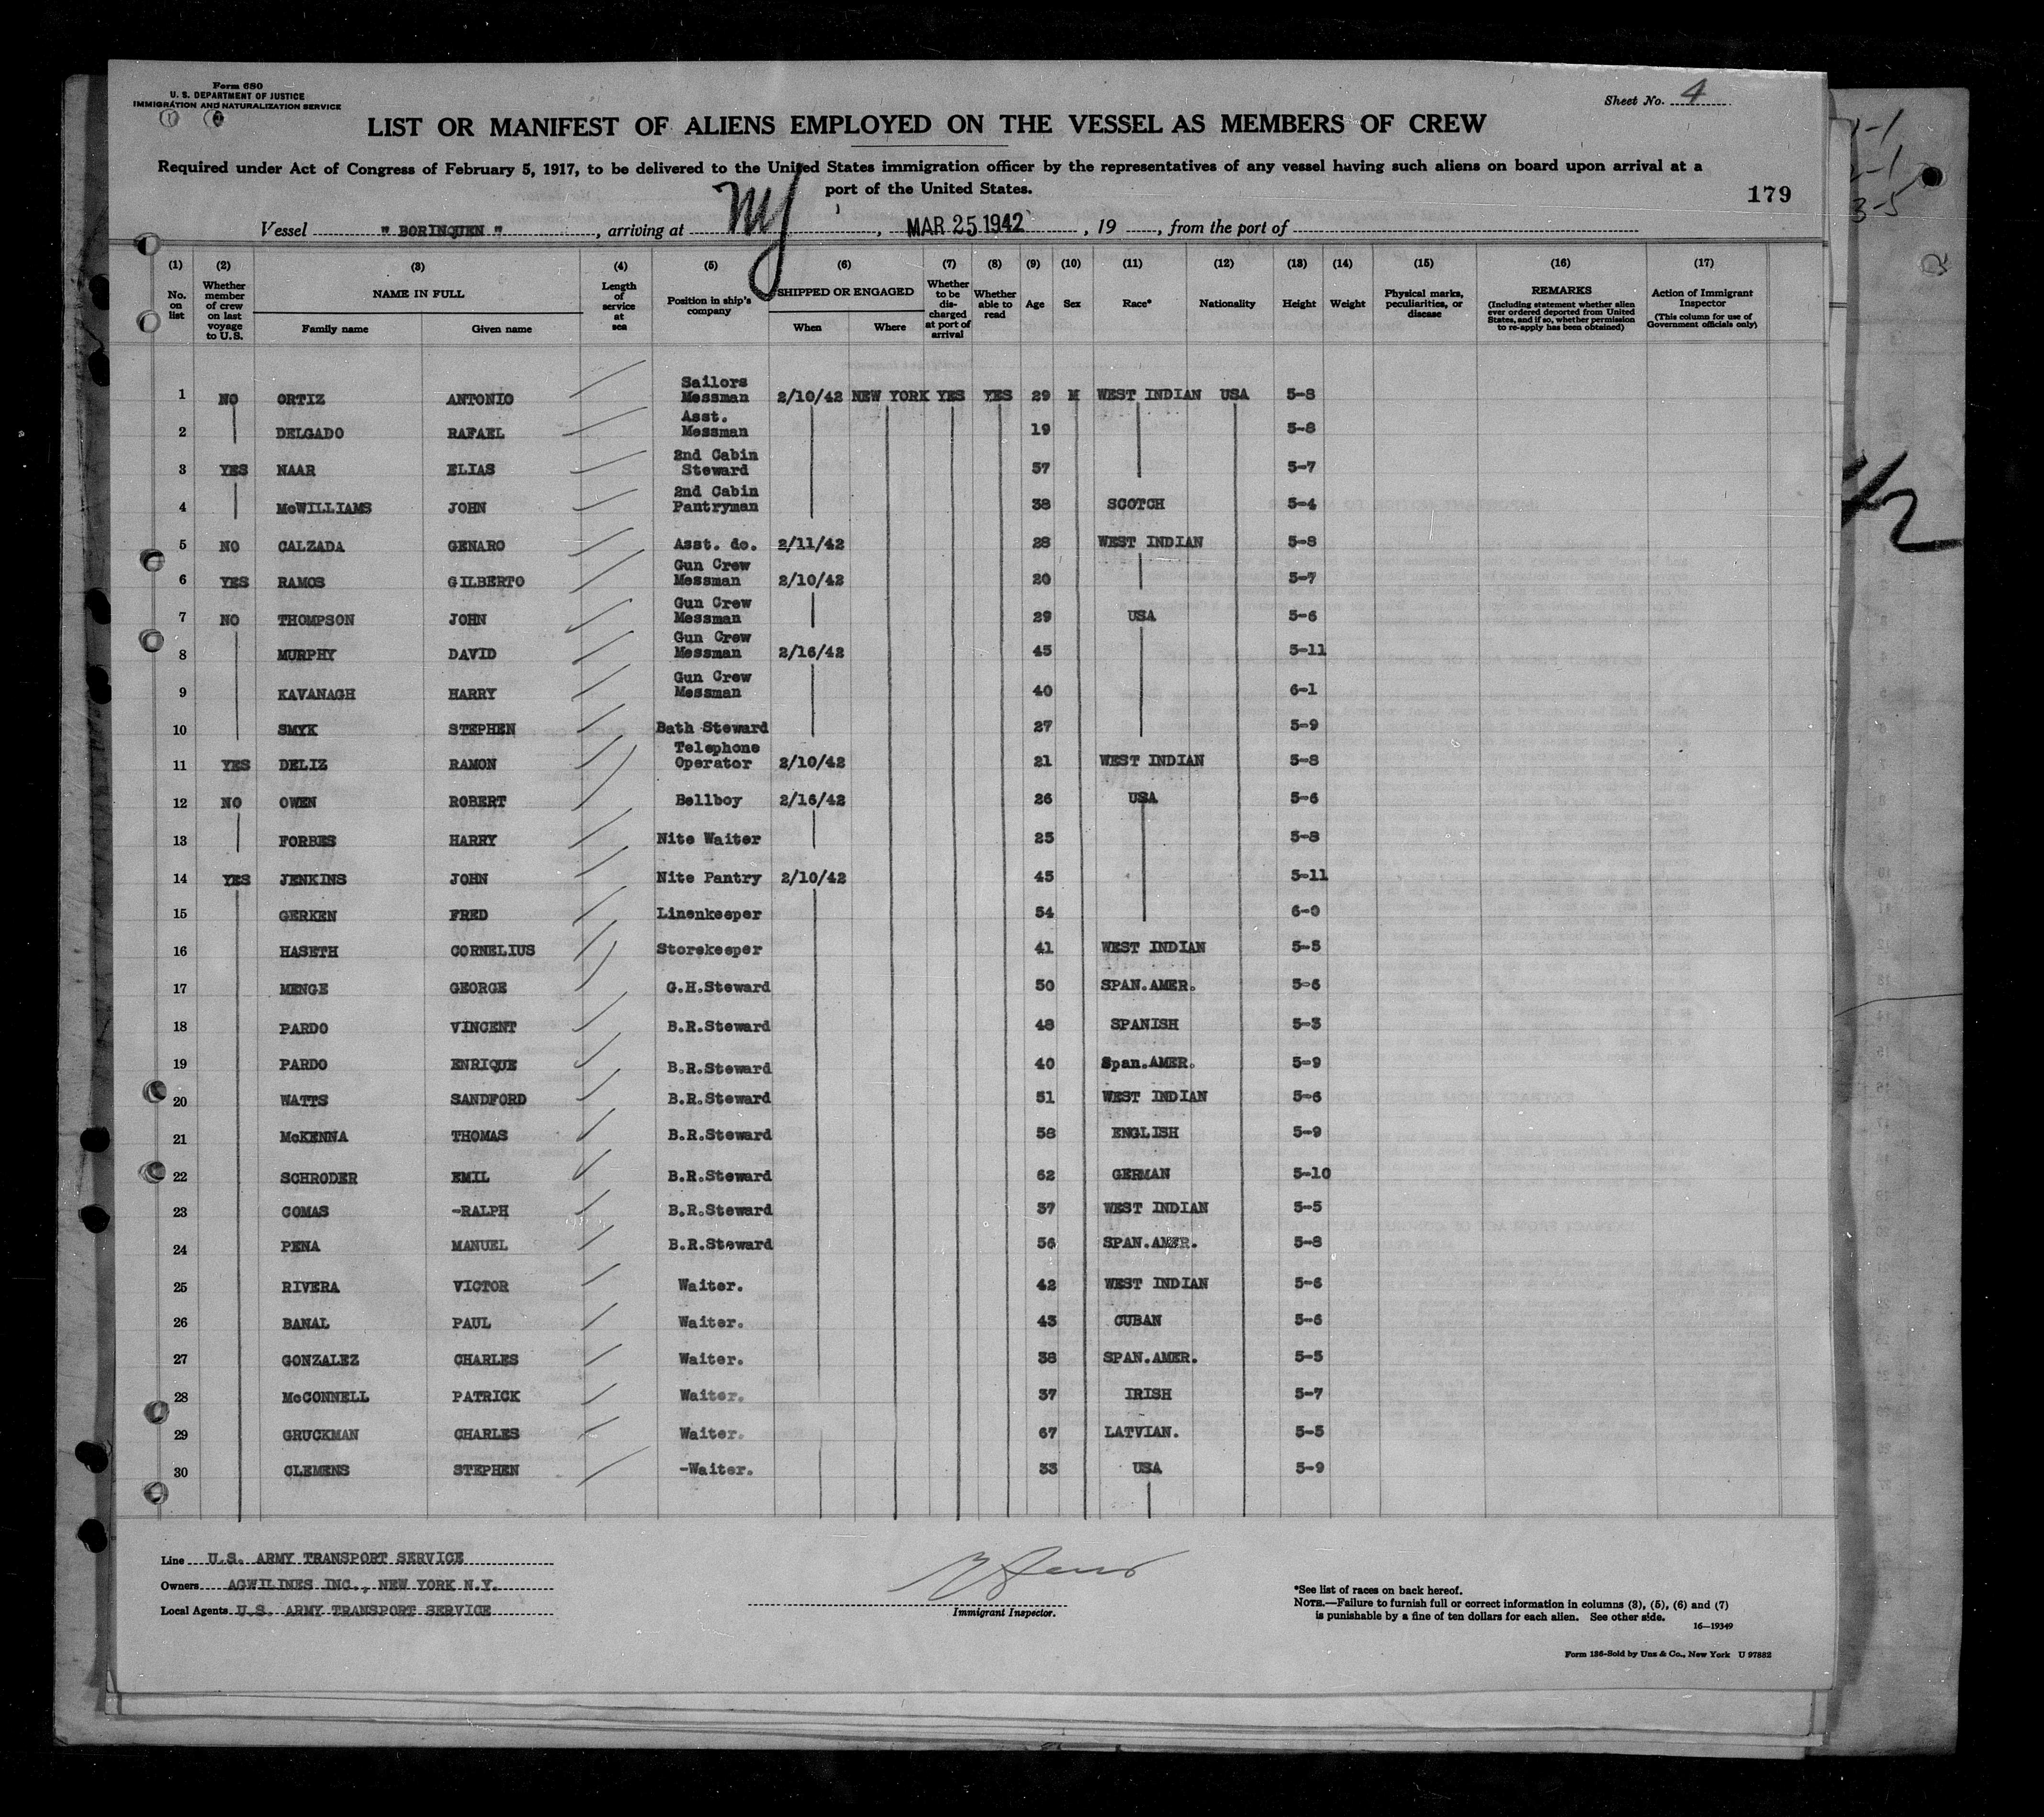 Form 680
U. S. DEPARTMENT OF JUSTICE
IMMIGRATION AND NATURALIZATION SERVICE
Sheet No. 4
LIST OR MANIFEST OF ALIENS EMPLOYED ON THE VESSEL AS MEMBERS OF CREW
Required under Act of Congress of February 5, 1917, to be delivered to the United States immigration officer by the representatives of any vessel having such aliens on board upon arrival at a
port of the United States.
179
Vessel " BORINQUEN ", arriving at NY, MAR 25 1942, 19 , from the port of
(1) (2) (3) (4) (5) (6) (7) (8) (9) (10) (11) (12) (13) (14) (15) (16) (17)
No. on list
Whether member of crew on last voyage to U.S.
NAME IN FULL
Family name Given name
Length of service at sea
Position in ship's company
SHIPPED OR ENGAGED
When Where
Whether to be discharged at port of arrival
Whether able to read
Age Sex Race* Nationality Height Weight
Physical marks, peculiarities, or disease
REMARKS
(Including statement whether alien ever ordered deported from United States, and if so, whether permission to re-apply has been obtained)
Action of Immigrant Inspector
(This column for use of Government officials only)
1 NO ORTIZ ANTONIO Sailors Messman 2/10/42 NEW YORK YES YES 29 M WEST INDIAN USA 5-8
2 DELGADO RAFAEL Asst. Messman 19 5-8
3 YES NAAR ELIAS 2nd Cabin Steward 57 5-7
4 McWILLIAMS JOHN 2nd Cabin Pantryman 38 SCOTCH 5-4
5 NO CALZADA GENARO Asst. do. 2/11/42 28 WEST INDIAN 5-8
6 YES RAMOS GILBERTO Gun Crew Messman 2/10/42 20 5-7
7 NO THOMPSON JOHN Gun Crew Messman 29 USA 5-6
8 MURPHY DAVID Gun Crew Messman 2/16/42 45 5-11
9 KAVANAGH HARRY Gun Crew Messman 40 6-1
10 SMYK STEPHEN Bath Steward 27 5-9
11 YES DELIZ RAMON Telephone Operator 2/10/42 21 WEST INDIAN 5-8
12 NO OWEN ROBERT Bellboy 2/16/42 26 USA 5-6
13 FORBES HARRY Nite Waiter 25 5-8
14 YES JENKINS JOHN Nite Pantry 2/10/42 45 5-11
15 GERKEN FRED Linenkeeper 54 6-0
16 HASETH CORNELIUS Storekeeper 41 WEST INDIAN 5-5
17 MENGE GEORGE G.H.Steward 50 SPAN.AMER. 5-6
18 PARDO VINCENT B.R.Steward 48 SPANISH 5-3
19 PARDO ENRIQUE B.R.Steward 40 Span.AMER. 5-9
20 WATTS SANDFORD B.R.Steward 51 WEST INDIAN 5-6
21 McKENNA THOMAS B.R.Steward 58 ENGLISH 5-9
22 SCHRODER EMIL B.R.Steward 62 GERMAN 5-10
23 COMAS -RALPH B.R.Steward 37 WEST INDIAN 5-5
24 PENA MANUEL B.R.Steward 56 SPAN.AMER. 5-8
25 RIVERA VICTOR Waiter. 42 WEST INDIAN 5-6
26 BANAL PAUL Waiter. 43 CUBAN 5-6
27 GONZALEZ CHARLES Waiter. 38 SPAN.AMER. 5-5
28 McCONNELL PATRICK Waiter. 37 IRISH 5-7
29 GRUCKMAN CHARLES Waiter. 67 LATVIAN. 5-5
30 CLEMENS STEPHEN -Waiter. 33 USA 5-9
Line U.S. ARMY TRANSPORT SERVICE
Owners AGWILINES INC., NEW YORK N.Y.
Local Agents U.S. ARMY TRANSPORT SERVICE
Immigrant Inspector.
*See list of races on back hereof.
NOTE.—Failure to furnish full or correct information in columns (3), (5), (6) and (7)
is punishable by a fine of ten dollars for each alien. See other side.
16—19349
Form 136-Sold by Unz & Co., New York U 97882